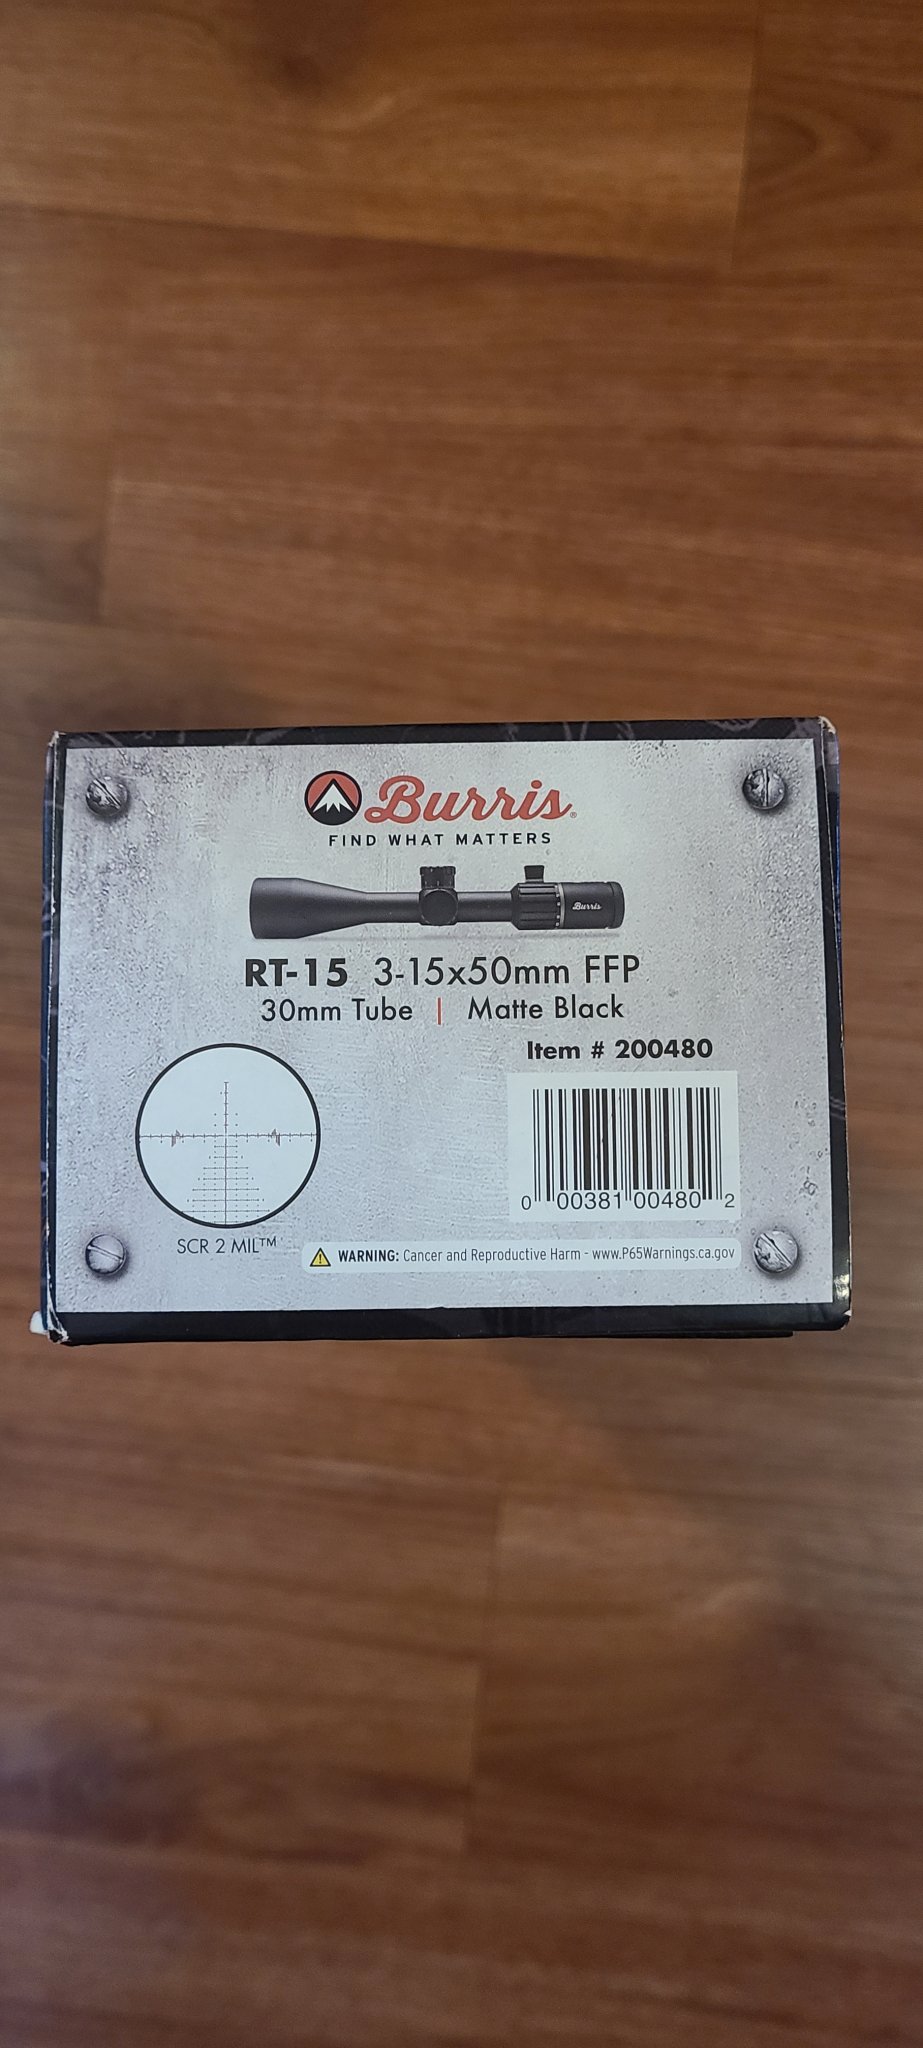 Burris®
FIND WHAT MATTERS
Burris
RT-15 3-15x50mm FFP
30mm Tube | Matte Black
Item # 200480
0 00381 00480 2
SCR 2 MIL™
WARNING: Cancer and Reproductive Harm - www.P65Warnings.ca.gov